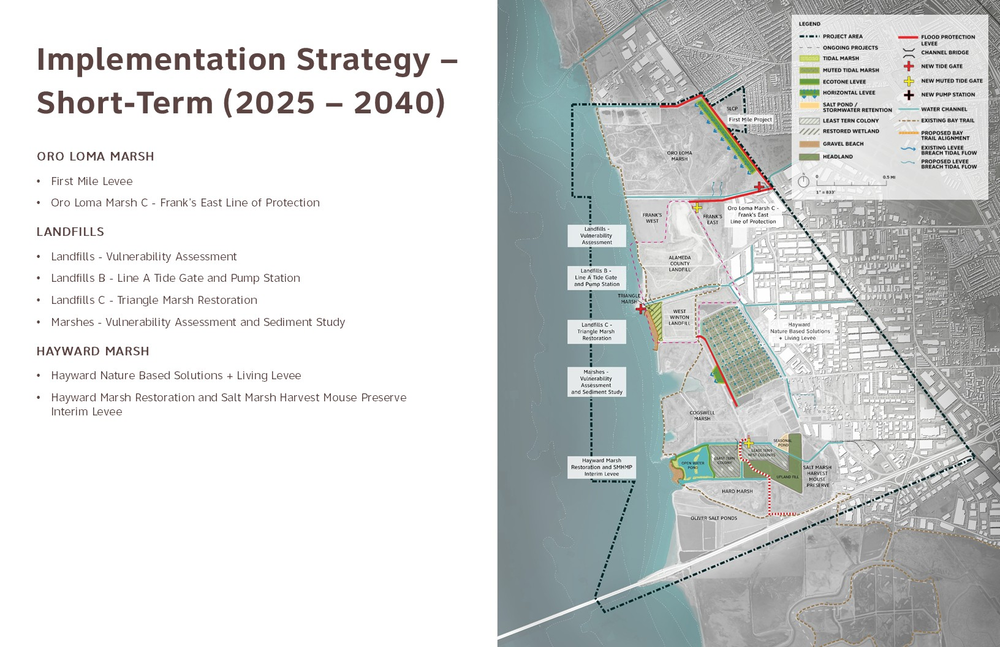 Implementation Strategy –
Short-Term (2025 – 2040)
ORO LOMA MARSH
• First Mile Levee
• Oro Loma Marsh C - Frank's East Line of Protection
LANDFILLS
• Landfills - Vulnerability Assessment
• Landfills B - Line A Tide Gate and Pump Station
• Landfills C - Triangle Marsh Restoration
• Marshes - Vulnerability Assessment and Sediment Study
HAYWARD MARSH
• Hayward Nature Based Solutions + Living Levee
• Hayward Marsh Restoration and Salt Marsh Harvest Mouse Preserve
Interim Levee
LEGEND
PROJECT AREA
ONGOING PROJECTS
TIDAL MARSH
MUTED TIDAL MARSH
ECOTONE LEVEE
HORIZONTAL LEVEE
SALT POND /
STORMWATER RETENTION
LEAST TERN COLONY
RESTORED WETLAND
GRAVEL BEACH
HEADLAND
FLOOD PROTECTION
LEVEE
CHANNEL BRIDGE
NEW TIDE GATE
NEW MUTED TIDE GATE
NEW PUMP STATION
WATER CHANNEL
EXISTING BAY TRAIL
PROPOSED BAY
TRAIL ALIGNMENT
EXISTING LEVEE
BREACH TIDAL FLOW
PROPOSED LEVEE
BREACH TIDAL FLOW
N
0
0.5 MI
1" = 833'
SLCP
First Mile Project
ORO LOMA
MARSH
FRANK'S
WEST
FRANK'S
EAST
Oro Loma Marsh C -
Frank's East
Line of Protection
Landfills -
Vulnerability
Assessment
ALAMEDA
COUNTY
LANDFILL
Landfills B -
Line A Tide Gate
and Pump Station
TRIANGLE
MARSH
WEST
WINTON
LANDFILL
Landfills C -
Triangle Marsh
Restoration
Hayward
Nature Based Solutions
+ Living Levee
Marshes -
Vulnerability
Assessment
and Sediment Study
COGSWELL
MARSH
SEASONAL
POND
LEAST TERN
NEST COLONIES
LEAST TERN
COLONY
OPEN WATER
POND
Hayward Marsh
Restoration and SMHMP
Interim Levee
UPLAND FILL
SALT MARSH
HARVEST
MOUSE
PRESERVE
HARD MARSH
OLIVER SALT PONDS